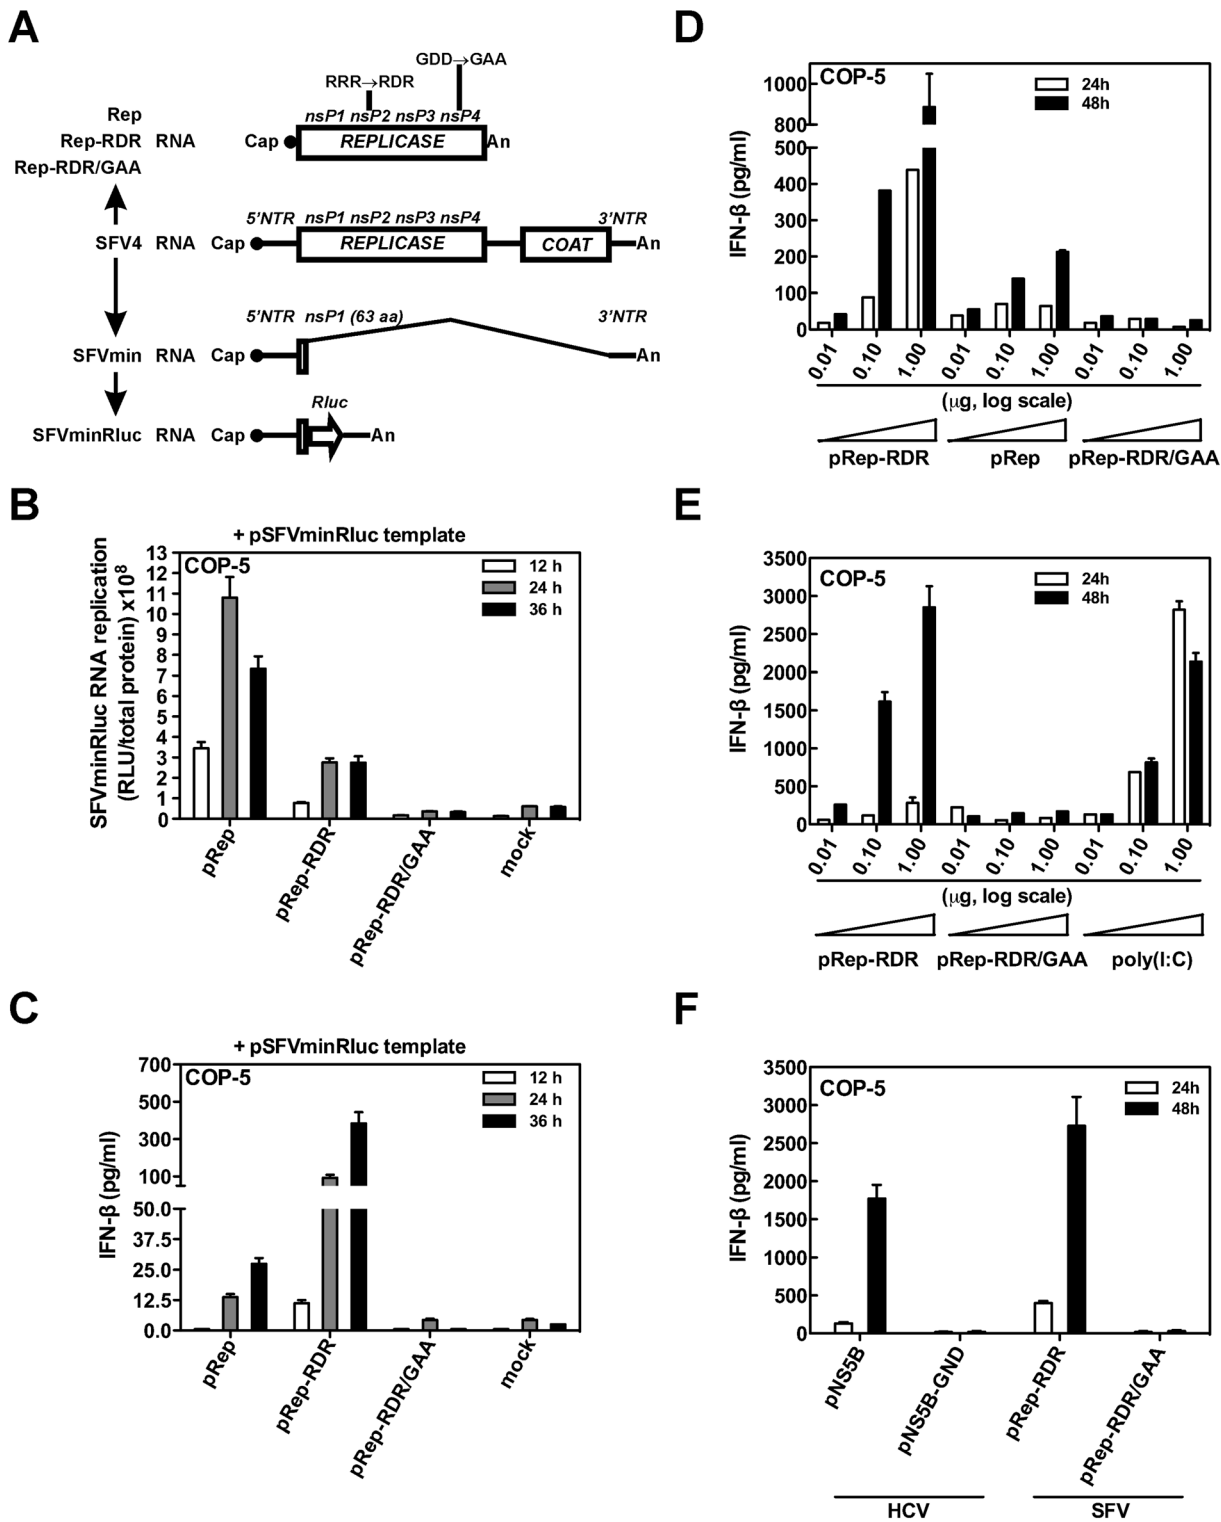 A
GDD→GAA
RRR→RDR
Rep
nsP1 nsP2 nsP3 nsP4
Rep-RDR RNA Cap REPLICASE An
Rep-RDR/GAA
5'NTR nsP1 nsP2 nsP3 nsP4 3'NTR
SFV4 RNA Cap REPLICASE COAT An
5'NTR nsP1 (63 aa) 3'NTR
SFVmin RNA Cap An
Rluc
SFVminRluc RNA Cap An
B
+ pSFVminRluc template
SFVminRluc RNA replication
(RLU/total protein) x10⁸
COP-5
12 h
24 h
36 h
13
12
11
10
9
8
7
6
5
4
3
2
1
0
pRep
pRep-RDR
pRep-RDR/GAA
mock
C
+ pSFVminRluc template
IFN-β (pg/ml)
COP-5
12 h
24 h
36 h
700
500
300
100
50.0
37.5
25.0
12.5
0.0
pRep
pRep-RDR
pRep-RDR/GAA
mock
D
IFN-β (pg/ml)
COP-5
24h
48h
1000
800
500
400
300
200
100
0
0.01 0.10 1.00 0.01 0.10 1.00 0.01 0.10 1.00
(μg, log scale)
pRep-RDR pRep pRep-RDR/GAA
E
IFN-β (pg/ml)
COP-5
24h
48h
3500
3000
2500
2000
1500
1000
500
0
0.01 0.10 1.00 0.01 0.10 1.00 0.01 0.10 1.00
(μg, log scale)
pRep-RDR pRep-RDR/GAA poly(I:C)
F
IFN-β (pg/ml)
COP-5
24h
48h
3500
3000
2500
2000
1500
1000
500
0
pNS5B
pNS5B-GND
pRep-RDR
pRep-RDR/GAA
HCV SFV